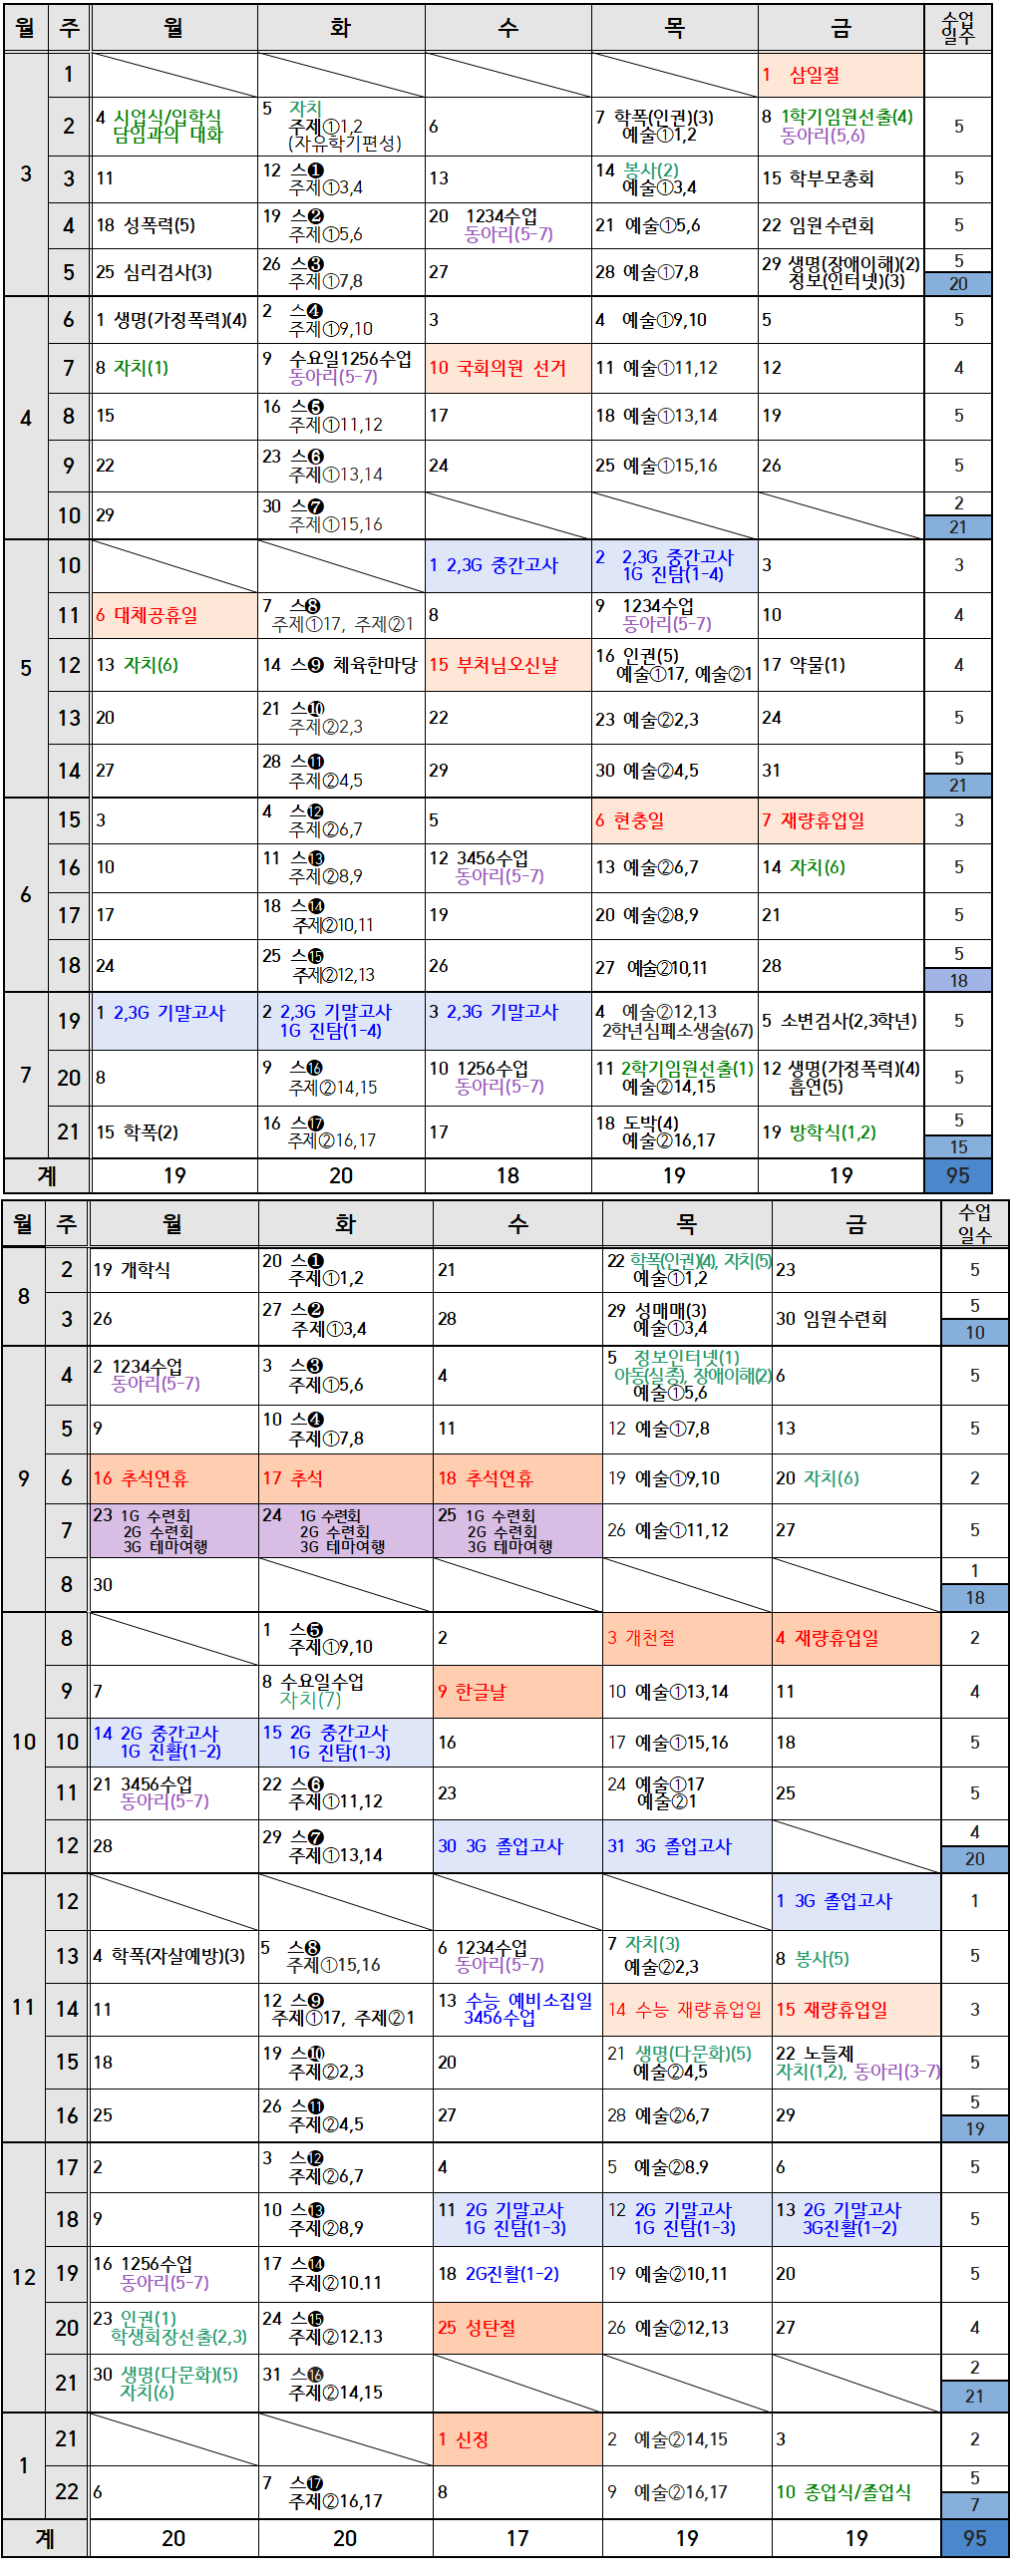 월 주 월 화 수 목 금 수업
일수
3
1 1 삼일절
2 4 시업식/입학식 5 자치 6 7 학폭(인권)(3) 8 1학기임원선출(4) 5
담임과의 대화 주제①1,2 예술①1,2 동아리(5,6)
(자유학기편성)
3 11 12 스❶ 13 14 봉사(2) 15 학부모총회 5
주제①3,4 예술①3,4
4 18 성폭력(5) 19 스❷ 20 1234수업 21 예술①5,6 22 임원수련회 5
주제①5,6 동아리(5-7)
5 25 심리검사(3) 26 스❸ 27 28 예술①7,8 29 생명(장애이해)(2) 5
주제①7,8 정보(인터넷)(3) 20
4
6 1 생명(가정폭력)(4) 2 스❹ 3 4 예술①9,10 5 5
주제①9,10
7 8 자치(1) 9 수요일1256수업 10 국회의원 선거 11 예술①11,12 12 4
동아리(5-7)
8 15 16 스❺ 17 18 예술①13,14 19 5
주제①11,12
9 22 23 스❻ 24 25 예술①15,16 26 5
주제①13,14
10 29 30 스❼ 2
주제①15,16 21
5
10 1 2,3G 중간고사 2 2,3G 중간고사 3 3
1G 진탐(1-4)
11 6 대체공휴일 7 스❽ 8 9 1234수업 10 4
주제①17, 주제②1 동아리(5-7)
12 13 자치(6) 14 스❾ 체육한마당 15 부처님오신날 16 인권(5) 17 약물(1) 4
예술①17, 예술②1
13 20 21 스❿ 22 23 예술②2,3 24 5
주제②2,3
14 27 28 스⓫ 29 30 예술②4,5 31 5
주제②4,5 21
6
15 3 4 스⓬ 5 6 현충일 7 재량휴업일 3
주제②6,7
16 10 11 스⓭ 12 3456수업 13 예술②6,7 14 자치(6) 5
주제②8,9 동아리(5-7)
17 17 18 스⓮ 19 20 예술②8,9 21 5
주제②10,11
18 24 25 스⓯ 26 27 예술②10,11 28 5
주제②12,13 18
7
19 1 2,3G 기말고사 2 2,3G 기말고사 3 2,3G 기말고사 4 예술②12,13 5 소변검사(2,3학년) 5
1G 진탐(1-4) 2학년심폐소생술(67)
20 8 9 스⓰ 10 1256수업 11 2학기임원선출(1) 12 생명(가정폭력)(4) 5
주제②14,15 동아리(5-7) 예술②14,15 흡연(5)
21 15 학폭(2) 16 스⓱ 17 18 도박(4) 19 방학식(1,2) 5
주제②16,17 예술②16,17 15
계 19 20 18 19 19 95
월 주 월 화 수 목 금 수업
일수
8
2 19 개학식 20 스❶ 21 22 학폭(인권)(4), 자치(5) 23 5
주제①1,2 예술①1,2
3 26 27 스❷ 28 29 성매매(3) 30 임원수련회 5
주제①3,4 예술①3,4 10
9
4 2 1234수업 3 스❸ 4 5 정보인터넷(1) 6 5
동아리(5-7) 주제①5,6 아동(실종), 장애이해(2)
예술①5,6
5 9 10 스❹ 11 12 예술①7,8 13 5
주제①7,8
6 16 추석연휴 17 추석 18 추석연휴 19 예술①9,10 20 자치(6) 2
7 23 1G 수련회 24 1G 수련회 25 1G 수련회 26 예술①11,12 27 5
2G 수련회 2G 수련회 2G 수련회
3G 테마여행 3G 테마여행 3G 테마여행
8 30 1
18
10
8 1 스❺ 2 3 개천절 4 재량휴업일 2
주제①9,10
9 7 8 수요일수업 9 한글날 10 예술①13,14 11 4
자치(7)
10 14 2G 중간고사 15 2G 중간고사 16 17 예술①15,16 18 5
1G 진활(1-2) 1G 진탐(1-3)
11 21 3456수업 22 스❻ 23 24 예술①17 25 5
동아리(5-7) 주제①11,12 예술②1
12 28 29 스❼ 30 3G 졸업고사 31 3G 졸업고사 4
주제①13,14 20
11
12 1 3G 졸업고사 1
13 4 학폭(자살예방)(3) 5 스❽ 6 1234수업 7 자치(3) 8 봉사(5) 5
주제①15,16 동아리(5-7) 예술②2,3
14 11 12 스❾ 13 수능 예비소집일 14 수능 재량휴업일 15 재량휴업일 3
주제①17, 주제②1 3456수업
15 18 19 스❿ 20 21 생명(다문화)(5) 22 노들제 5
주제②2,3 예술②4,5 자치(1,2), 동아리(3-7)
16 25 26 스⓫ 27 28 예술②6,7 29 5
주제②4,5 19
12
17 2 3 스⓬ 4 5 예술②8.9 6 5
주제②6,7
18 9 10 스⓭ 11 2G 기말고사 12 2G 기말고사 13 2G 기말고사 5
주제②8,9 1G 진탐(1-3) 1G 진탐(1-3) 3G진활(1-2)
19 16 1256수업 17 스⓮ 18 2G진활(1-2) 19 예술②10,11 20 5
동아리(5-7) 주제②10.11
20 23 인권(1) 24 스⓯ 25 성탄절 26 예술②12,13 27 4
학생회장선출(2,3) 주제②12.13
21 30 생명(다문화)(5) 31 스⓰ 2
자치(6) 주제②14,15 21
1
21 1 신정 2 예술②14,15 3 2
22 6 7 스⓱ 8 9 예술②16,17 10 종업식/졸업식 5
주제②16,17 7
계 20 20 17 19 19 95